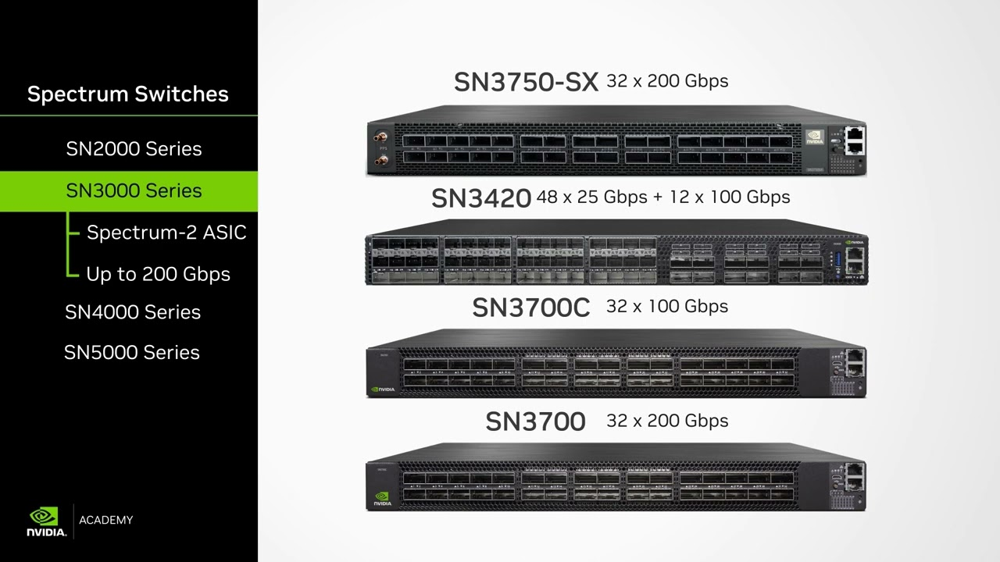 Spectrum Switches
SN2000 Series
SN3000 Series
Spectrum-2 ASIC
Up to 200 Gbps
SN4000 Series
SN5000 Series
NVIDIA.
ACADEMY
SN3750-SX 32 x 200 Gbps
PPS
NVIDIA
SN3420 48 x 25 Gbps + 12 x 100 Gbps
NVIDIA
SN3700C 32 x 100 Gbps
NVIDIA
SN3700 32 x 200 Gbps
NVIDIA